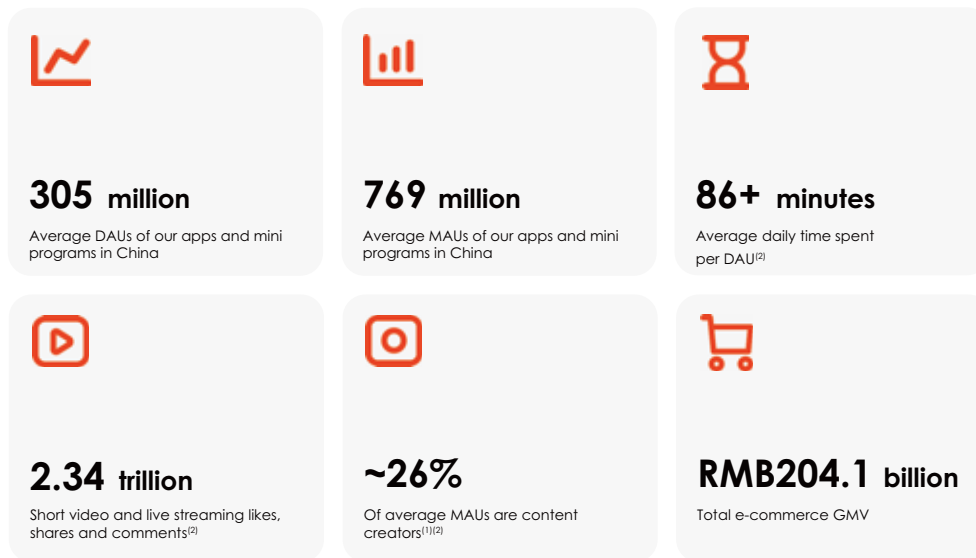 305 million
Average DAUs of our apps and mini
programs in China
769 million
Average MAUs of our apps and mini
programs in China
86+ minutes
Average daily time spent
per DAU(2)
2.34 trillion
Short video and live streaming likes,
shares and comments(2)
~26%
Of average MAUs are content
creators(1)(2)
RMB204.1 billion
Total e-commerce GMV